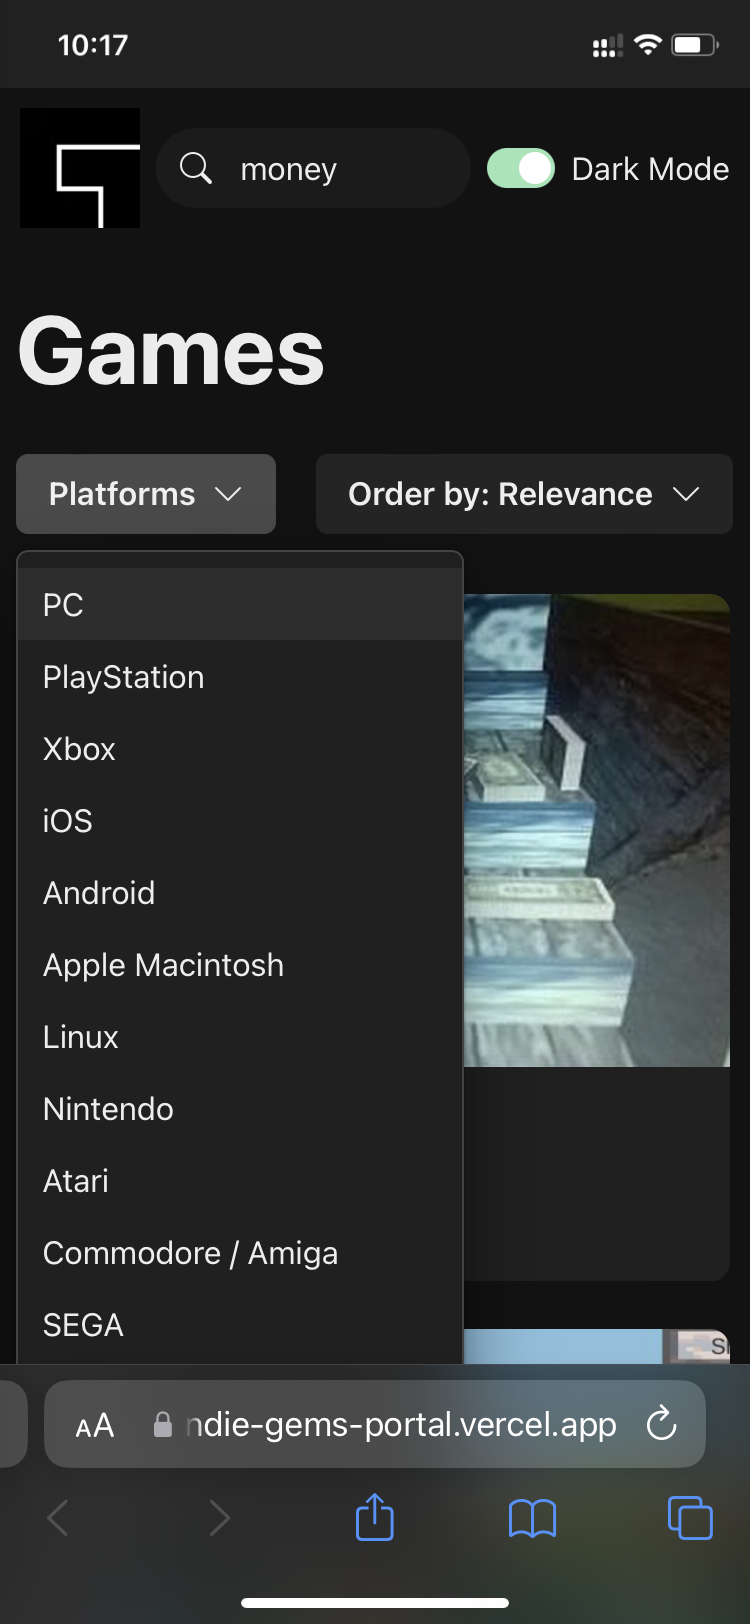 10:17
money
Dark Mode
Games
Platforms
Order by: Relevance
PC
PlayStation
Xbox
iOS
Android
Apple Macintosh
Linux
Nintendo
Atari
Commodore / Amiga
SEGA
AA
ndie-gems-portal.vercel.app